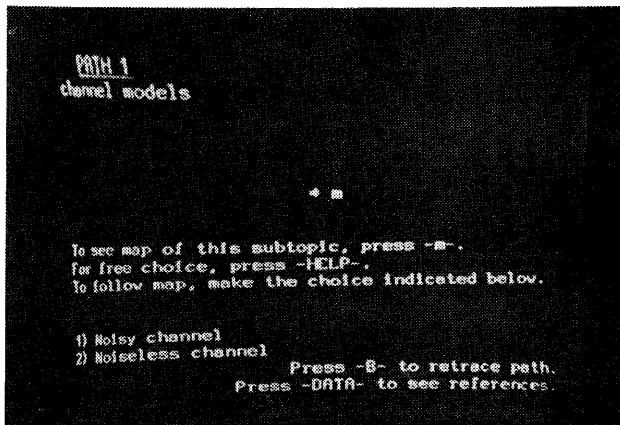 PATH 1
channel models
m
To see map of this subtopic, press -m-.
For free choice, press -HELP-.
To follow map, make the choice indicated below.
1) Noisy channel
2) Noiseless channel
Press -B- to retrace path.
Press -DATA- to see references.